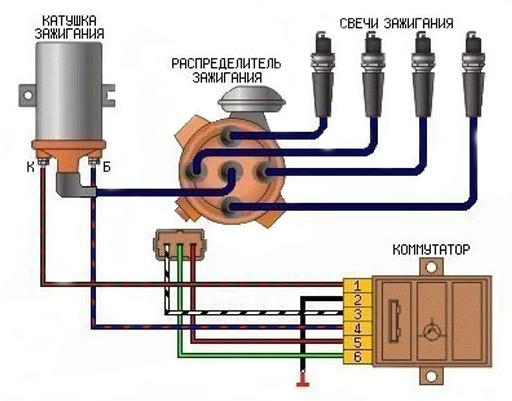 КАТУШКА
ЗАЖИГАНИЯ
СВЕЧИ ЗАЖИГАНИЯ
РАСПРЕДЕЛИТЕЛЬ
ЗАЖИГАНИЯ
К
Б
КОММУТАТОР
1
2
3
4
5
6